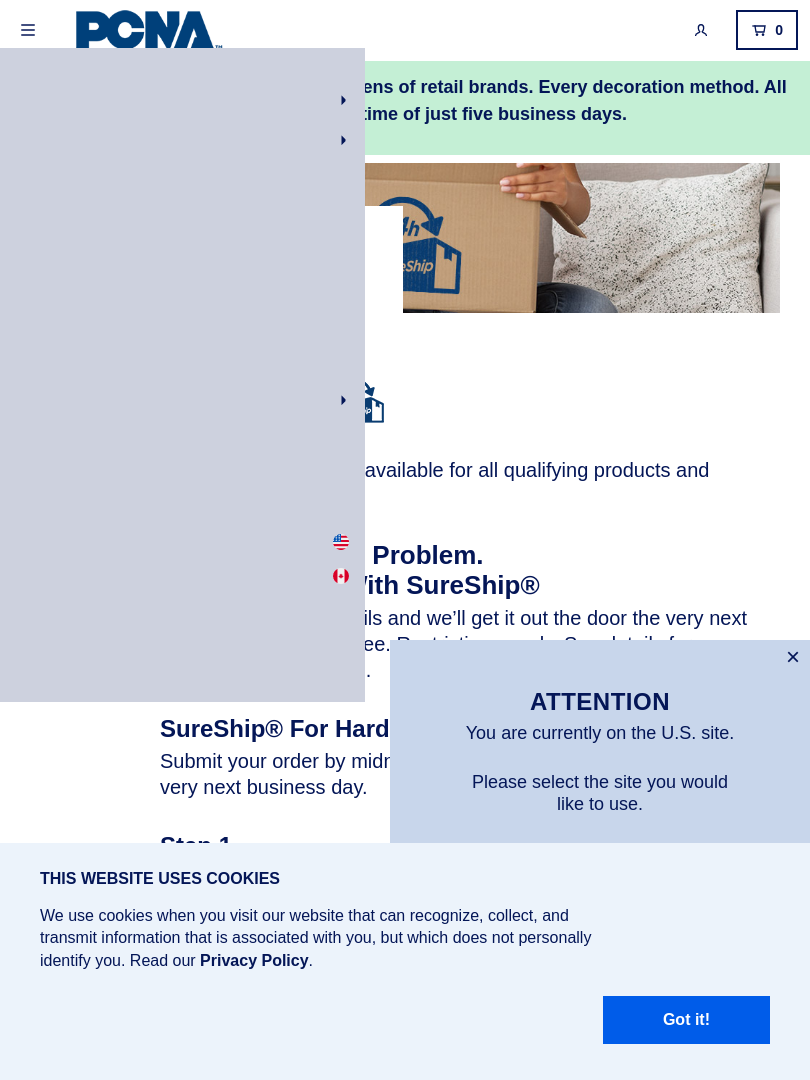 PCNA™
0
ens of retail brands. Every decoration method. All
time of just five business days.
available for all qualifying products and
Problem.
With SureShip®
ils and we’ll get it out the door the very next
SureShip® For Hard
Submit your order by midn
very next business day.
Step 1
ATTENTION
You are currently on the U.S. site.
Please select the site you would
like to use.
THIS WEBSITE USES COOKIES
We use cookies when you visit our website that can recognize, collect, and
transmit information that is associated with you, but which does not personally
identify you. Read our Privacy Policy.
Got it!